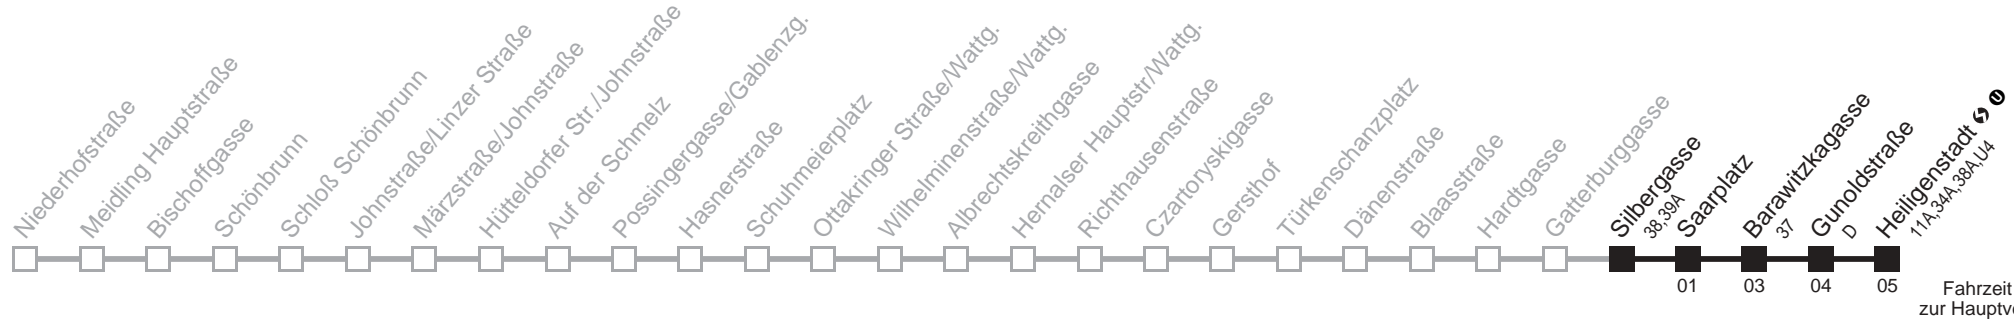 Niederhofstraße
Meidling Hauptstraße
Bischoffgasse
Schönbrunn
Schloß Schönbrunn
Johnstraße/Linzer Straße
Märzstraße/Johnstraße
Hütteldorfer Str./Johnstraße
Auf der Schmelz
Possingergasse/Gablenzg.
Hasnerstraße
Schuhmeierplatz
Ottakringer Straße/Wattg.
Wilhelminenstraße/Wattg.
Albrechtskreithgasse
Hernalser Hauptstr/Wattg.
Richthausenstraße
Czartoryskigasse
Gersthof
Türkenschanzplatz
Dänenstraße
Blaasstraße
Hardtgasse
Gatterburggasse
Silbergasse
38,39A
Saarplatz
Barawitzkagasse
37
Gunoldstraße
D
Heiligenstadt S U
11A,34A,38A,U4
01 03 04 05
Fahrzeit
zur Hauptv